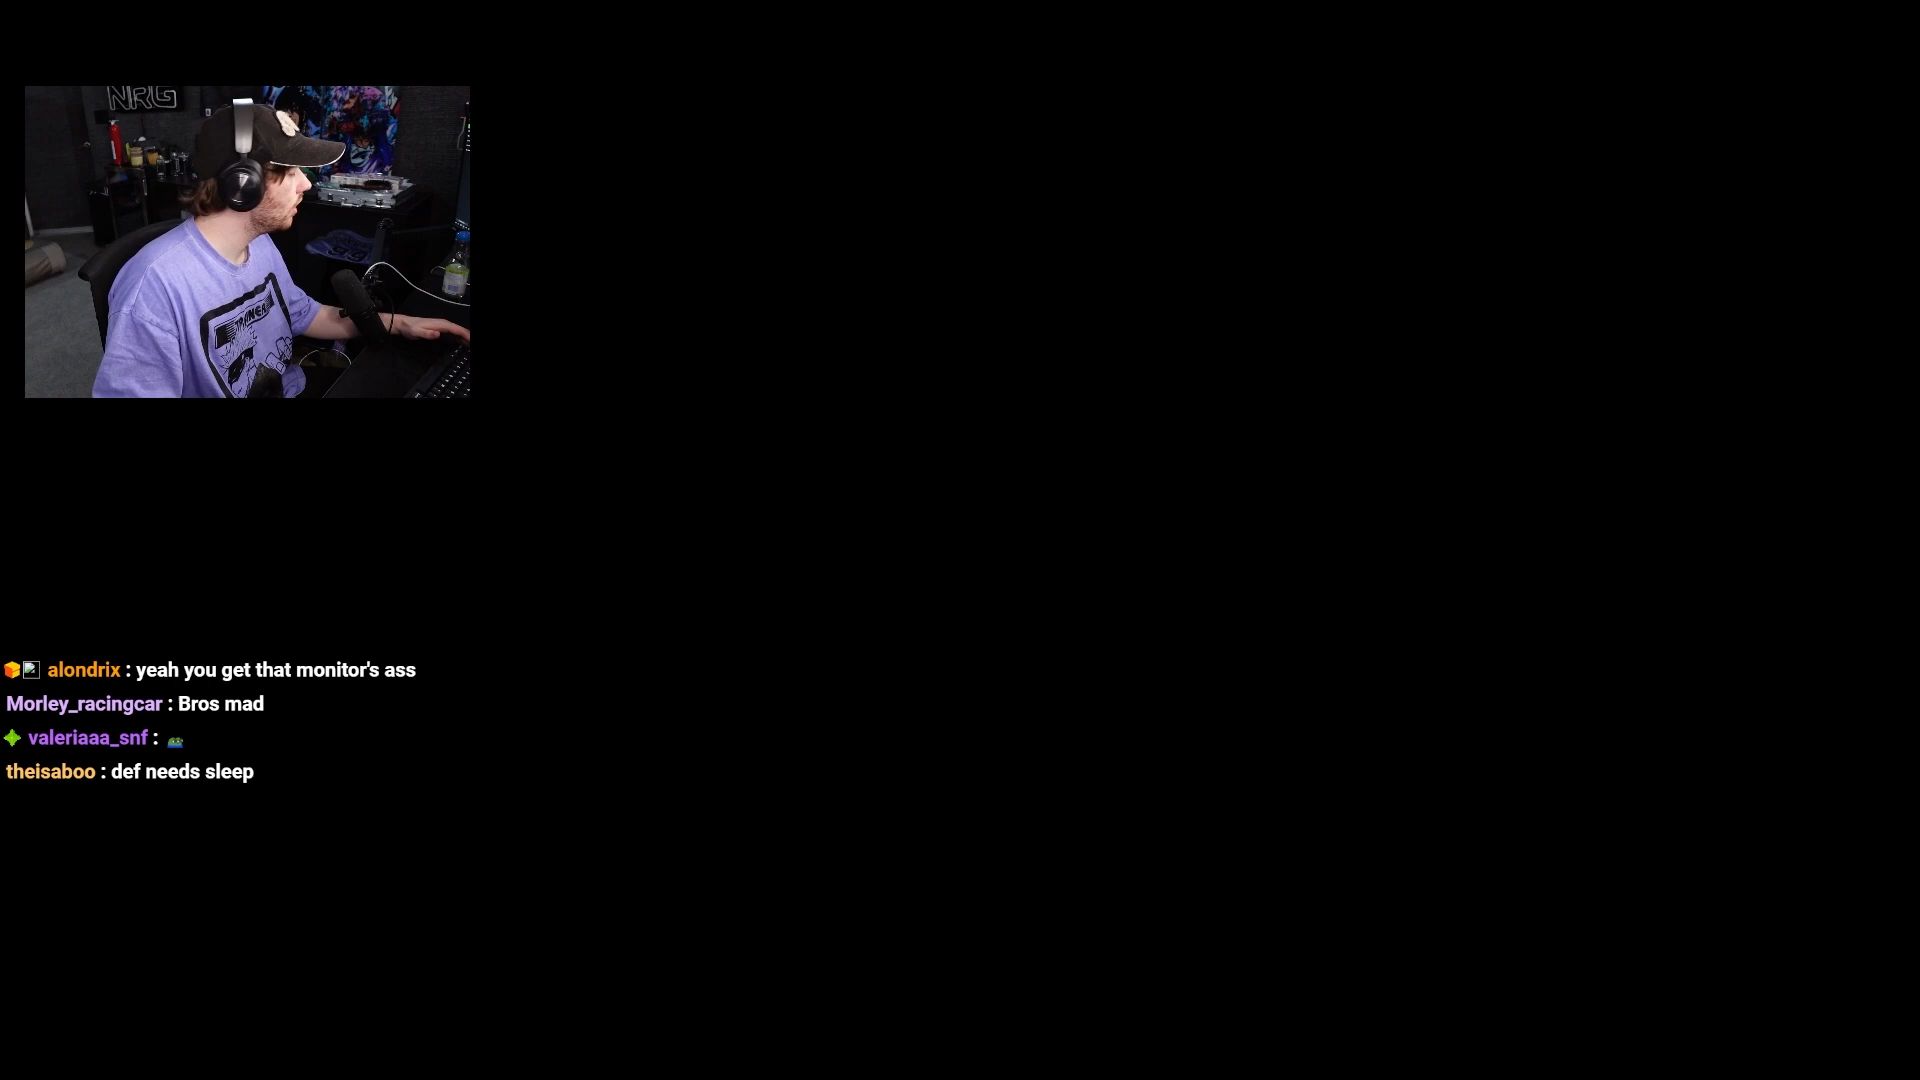 NRG
alondrix : yeah you get that monitor's ass
Morley_racingcar : Bros mad
valeriaaa_snf :
theisaboo : def needs sleep